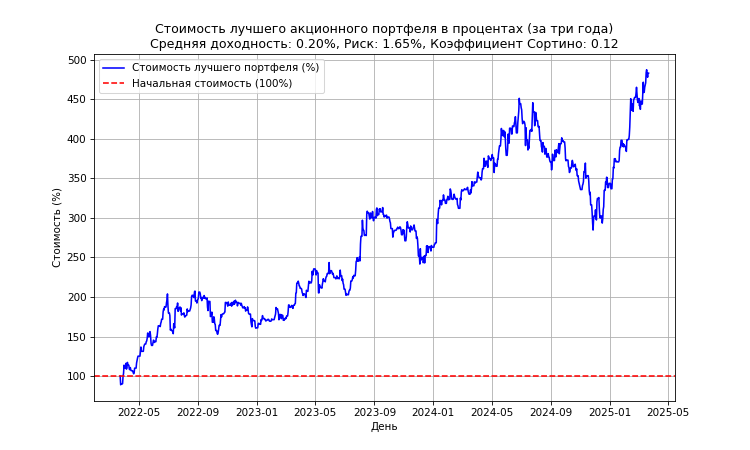 Стоимость лучшего акционного портфеля в процентах (за три года)
Средняя доходность: 0.20%, Риск: 1.65%, Коэффициент Сортино: 0.12
Стоимость лучшего портфеля (%)
Начальная стоимость (100%)
Стоимость (%)
500
450
400
350
300
250
200
150
100
2022-05 2022-09 2023-01 2023-05 2023-09 2024-01 2024-05 2024-09 2025-01 2025-05
День